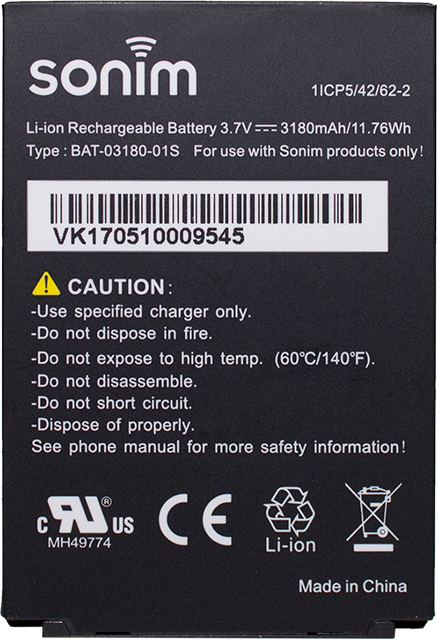 sonim
1ICP5/42/62-2
Li-ion Rechargeable Battery 3.7V⎓3180mAh/11.76Wh
Type : BAT-03180-01S For use with Sonim products only!
VK170510009545
CAUTION:
-Use specified charger only.
-Do not dispose in fire.
-Do not expose to high temp. (60℃/140℉).
-Do not disassemble.
-Do not short circuit.
-Dispose of properly.
See phone manual for more safety information!
c RU® US CE
MH49774
Li-ion
Made in China